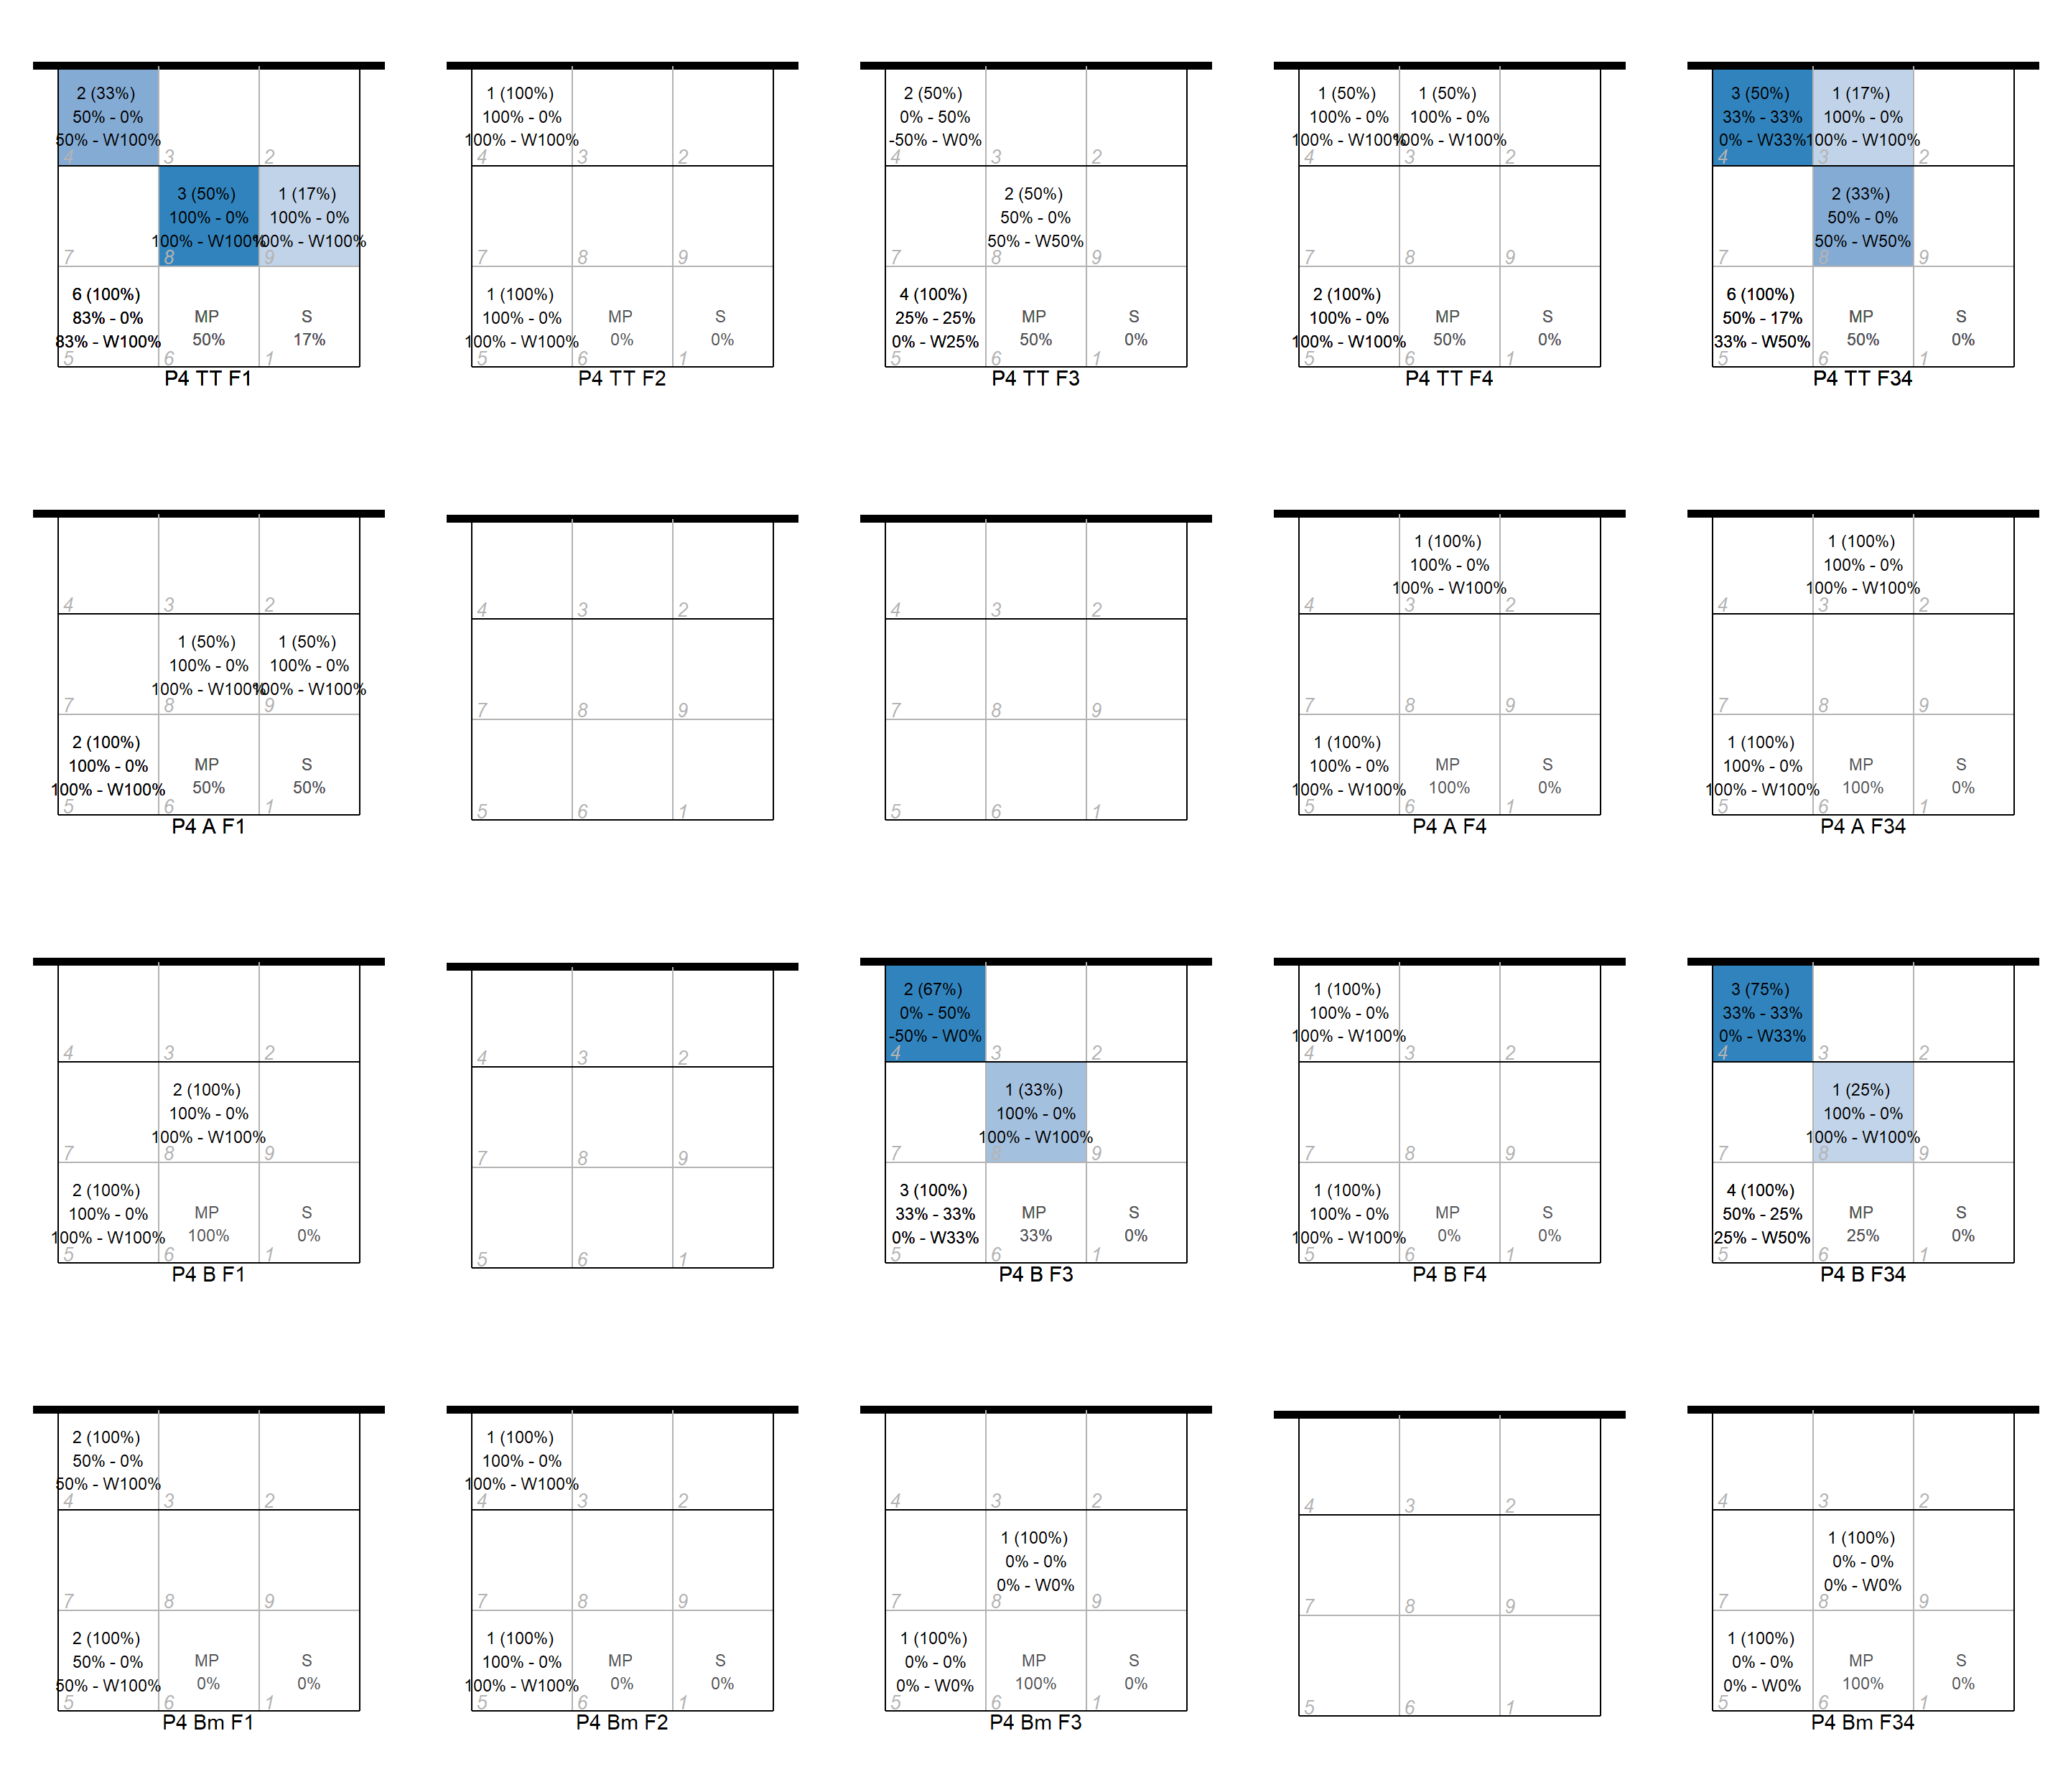 2 (33%)
50% - 0%
50% - W100%
4
3
2
3 (50%)
100% - 0%
100% - W100%
1 (17%)
100% - 0%
100% - W100%
7
8
9
6 (100%)
83% - 0%
83% - W100%
MP
50%
S
17%
5
6
1
P4 TT F1
1 (100%)
100% - 0%
100% - W100%
4
3
2
7
8
9
1 (100%)
100% - 0%
100% - W100%
MP
0%
S
0%
5
6
1
P4 TT F2
2 (50%)
0% - 50%
-50% - W0%
4
3
2
2 (50%)
50% - 0%
50% - W50%
7
8
9
4 (100%)
25% - 25%
0% - W25%
MP
50%
S
0%
5
6
1
P4 TT F3
1 (50%)
100% - 0%
100% - W100%
1 (50%)
100% - 0%
100% - W100%
4
3
2
7
8
9
2 (100%)
100% - 0%
100% - W100%
MP
50%
S
0%
5
6
1
P4 TT F4
3 (50%)
33% - 33%
0% - W33%
1 (17%)
100% - 0%
100% - W100%
4
3
2
2 (33%)
50% - 0%
50% - W50%
7
8
9
6 (100%)
50% - 17%
33% - W50%
MP
50%
S
0%
5
6
1
P4 TT F34
4
3
2
1 (50%)
100% - 0%
100% - W100%
1 (50%)
100% - 0%
100% - W100%
7
8
9
2 (100%)
100% - 0%
100% - W100%
MP
50%
S
50%
5
6
1
P4 A F1
4
3
2
7
8
9
5
6
1
4
3
2
7
8
9
5
6
1
1 (100%)
100% - 0%
100% - W100%
4
3
2
7
8
9
1 (100%)
100% - 0%
100% - W100%
MP
100%
S
0%
5
6
1
P4 A F4
1 (100%)
100% - 0%
100% - W100%
4
3
2
7
8
9
1 (100%)
100% - 0%
100% - W100%
MP
100%
S
0%
5
6
1
P4 A F34
4
3
2
2 (100%)
100% - 0%
100% - W100%
7
8
9
2 (100%)
100% - 0%
100% - W100%
MP
100%
S
0%
5
6
1
P4 B F1
4
3
2
7
8
9
5
6
1
2 (67%)
0% - 50%
-50% - W0%
4
3
2
1 (33%)
100% - 0%
100% - W100%
7
8
9
3 (100%)
33% - 33%
0% - W33%
MP
33%
S
0%
5
6
1
P4 B F3
1 (100%)
100% - 0%
100% - W100%
4
3
2
7
8
9
1 (100%)
100% - 0%
100% - W100%
MP
0%
S
0%
5
6
1
P4 B F4
3 (75%)
33% - 33%
0% - W33%
4
3
2
1 (25%)
100% - 0%
100% - W100%
7
8
9
4 (100%)
50% - 25%
25% - W50%
MP
25%
S
0%
5
6
1
P4 B F34
2 (100%)
50% - 0%
50% - W100%
4
3
2
7
8
9
2 (100%)
50% - 0%
50% - W100%
MP
0%
S
0%
5
6
1
P4 Bm F1
1 (100%)
100% - 0%
100% - W100%
4
3
2
7
8
9
1 (100%)
100% - 0%
100% - W100%
MP
0%
S
0%
5
6
1
P4 Bm F2
4
3
2
1 (100%)
0% - 0%
0% - W0%
7
8
9
1 (100%)
0% - 0%
0% - W0%
MP
100%
S
0%
5
6
1
P4 Bm F3
4
3
2
7
8
9
5
6
1
4
3
2
1 (100%)
0% - 0%
0% - W0%
7
8
9
1 (100%)
0% - 0%
0% - W0%
MP
100%
S
0%
5
6
1
P4 Bm F34